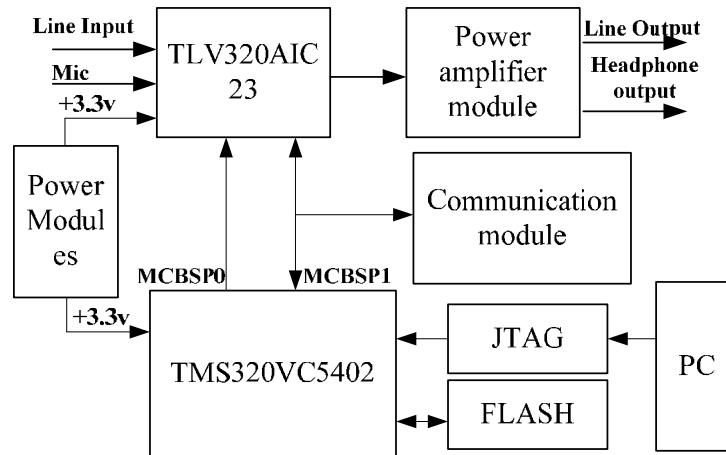 Line Input
Mic
+3.3v
TLV320AIC
23
Power
amplifier
module
Line Output
Headphone
output
Power
Modul
es
Communication
module
MCBSP0
MCBSP1
+3.3v
TMS320VC5402
JTAG
FLASH
PC